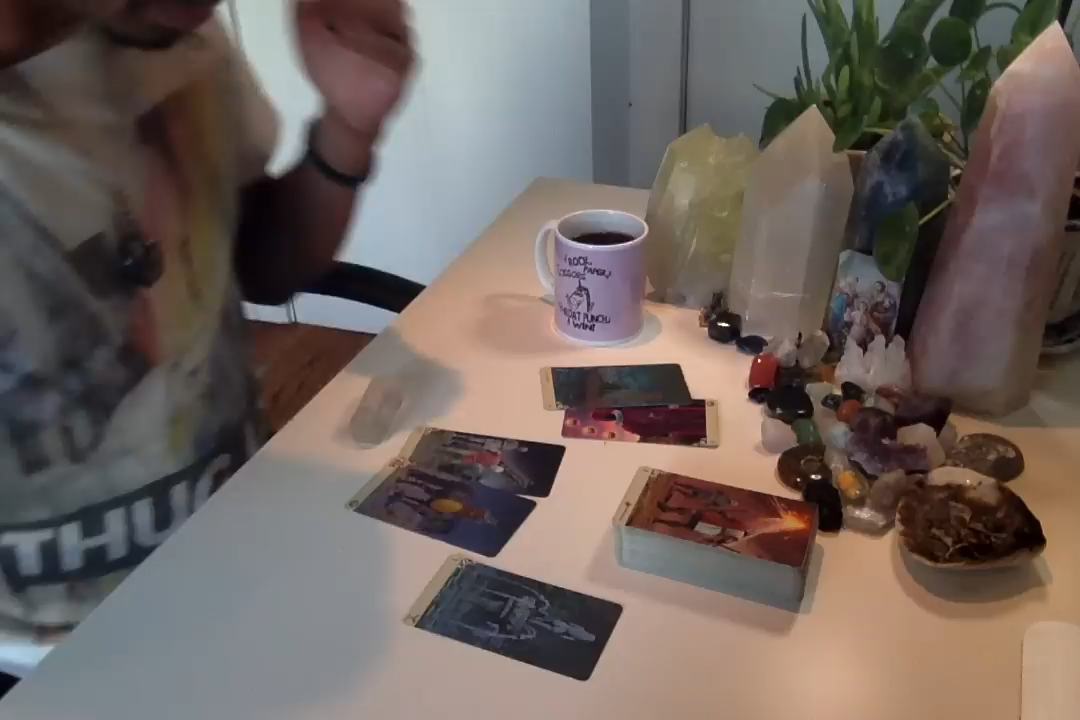 ROCK,
PAPER,
SCISSORS
THROAT PUNCH,
I WIN!
THUG